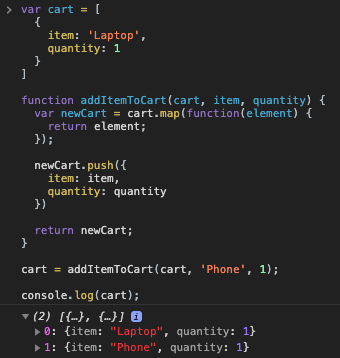 > var cart = [
  {
    item: 'Laptop',
    quantity: 1
  }
]

function addItemToCart(cart, item, quantity) {
  var newCart = cart.map(function(element) {
    return element;
  });

  newCart.push({
    item: item,
    quantity: quantity
  })

  return newCart;
}

cart = addItemToCart(cart, 'Phone', 1);

console.log(cart);
▼ (2) [{…}, {…}] i
▶ 0: {item: "Laptop", quantity: 1}
▶ 1: {item: "Phone", quantity: 1}